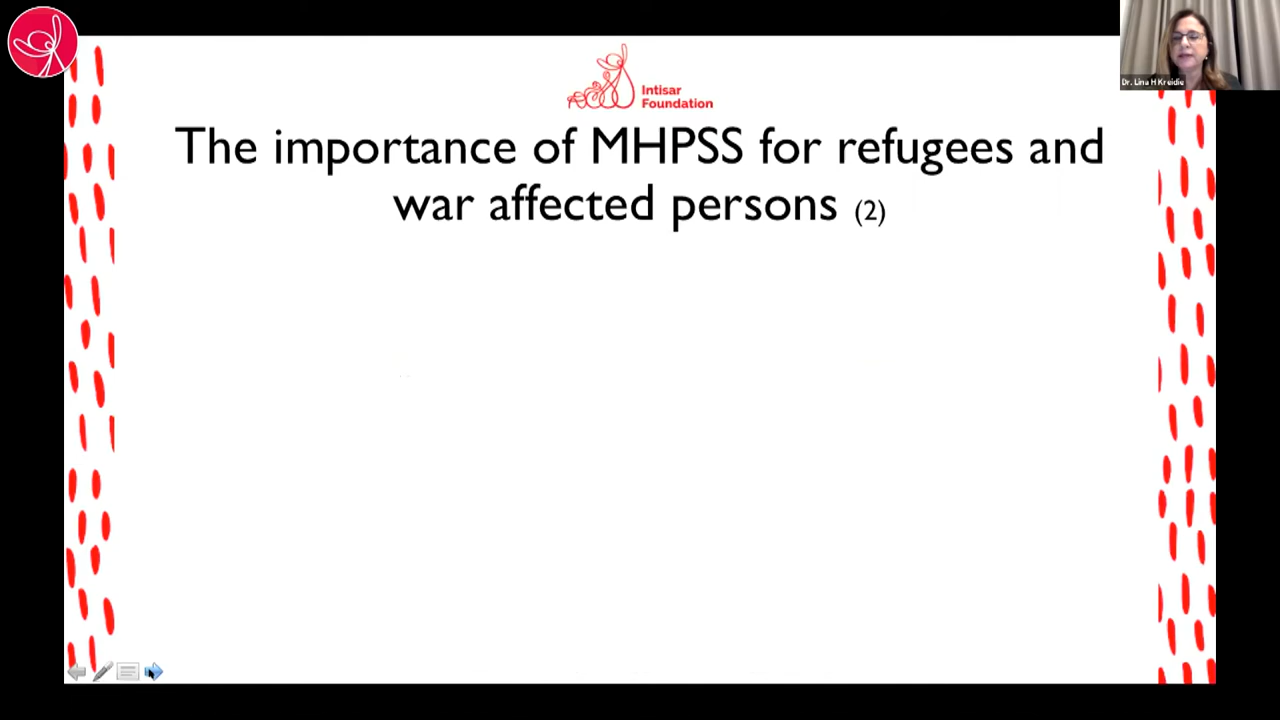 Intisar
Foundation
Dr. Lina H Kreidie
The importance of MHPSS for refugees and
war affected persons (2)